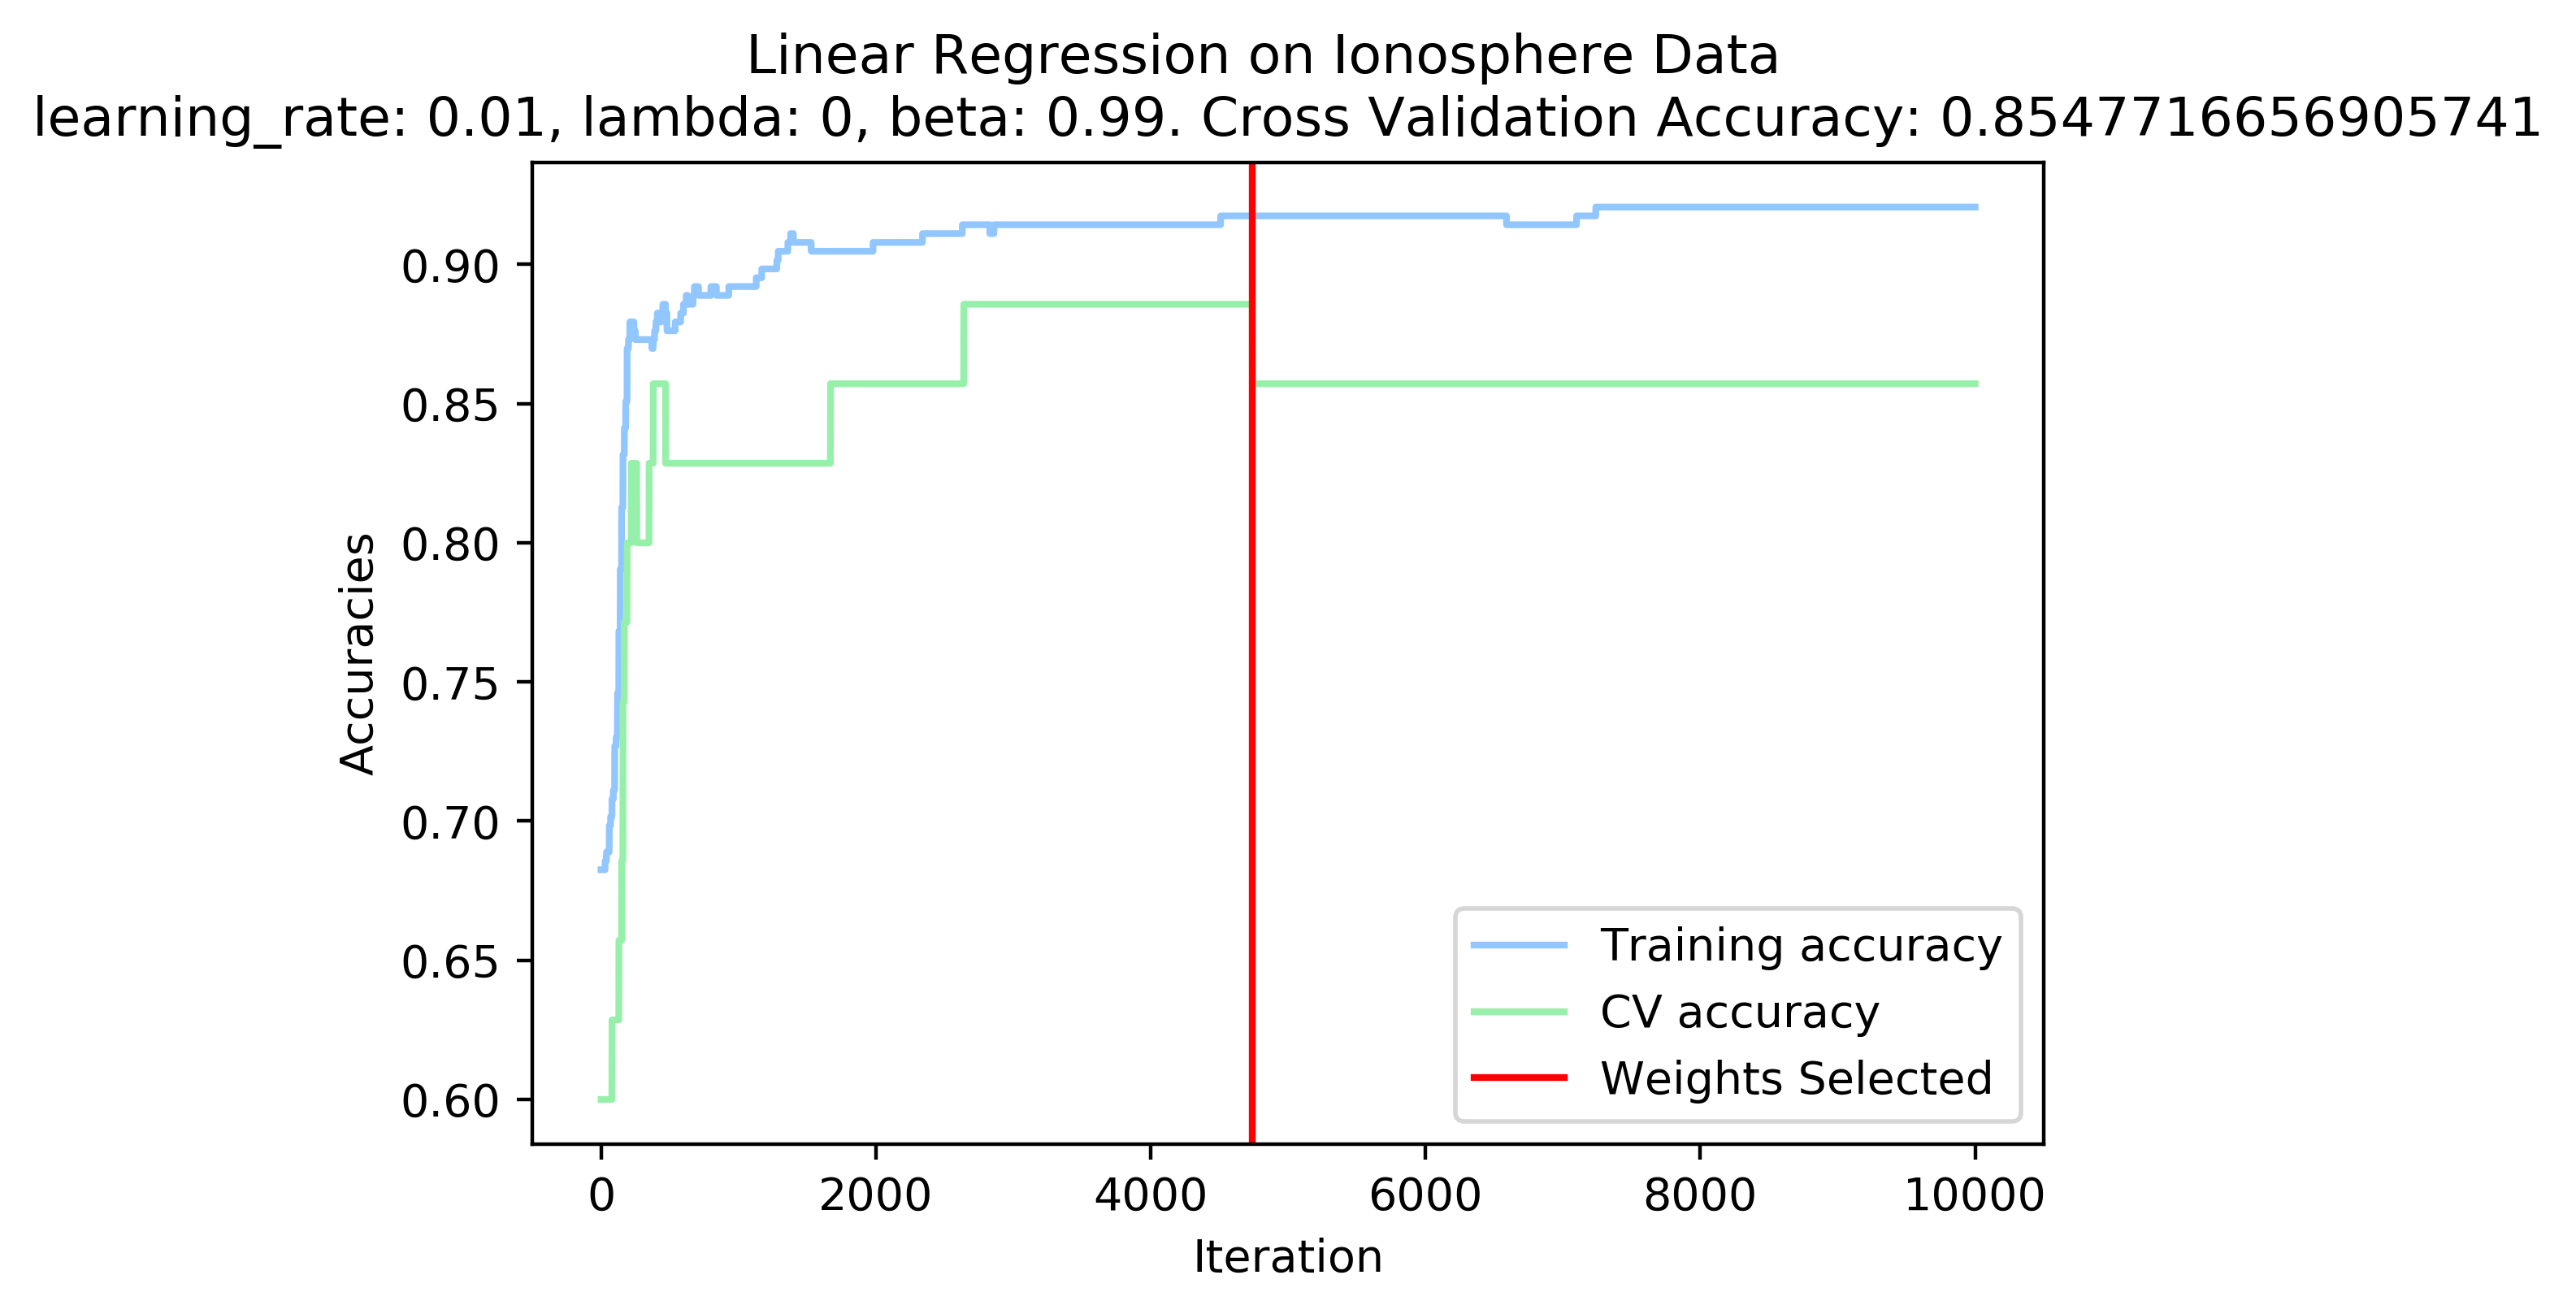 Linear Regression on Ionosphere Data
learning_rate: 0.01, lambda: 0, beta: 0.99. Cross Validation Accuracy: 0.8547716656905741
Accuracies
0.90
0.85
0.80
0.75
0.70
0.65
0.60
Training accuracy
CV accuracy
Weights Selected
0 2000 4000 6000 8000 10000
Iteration